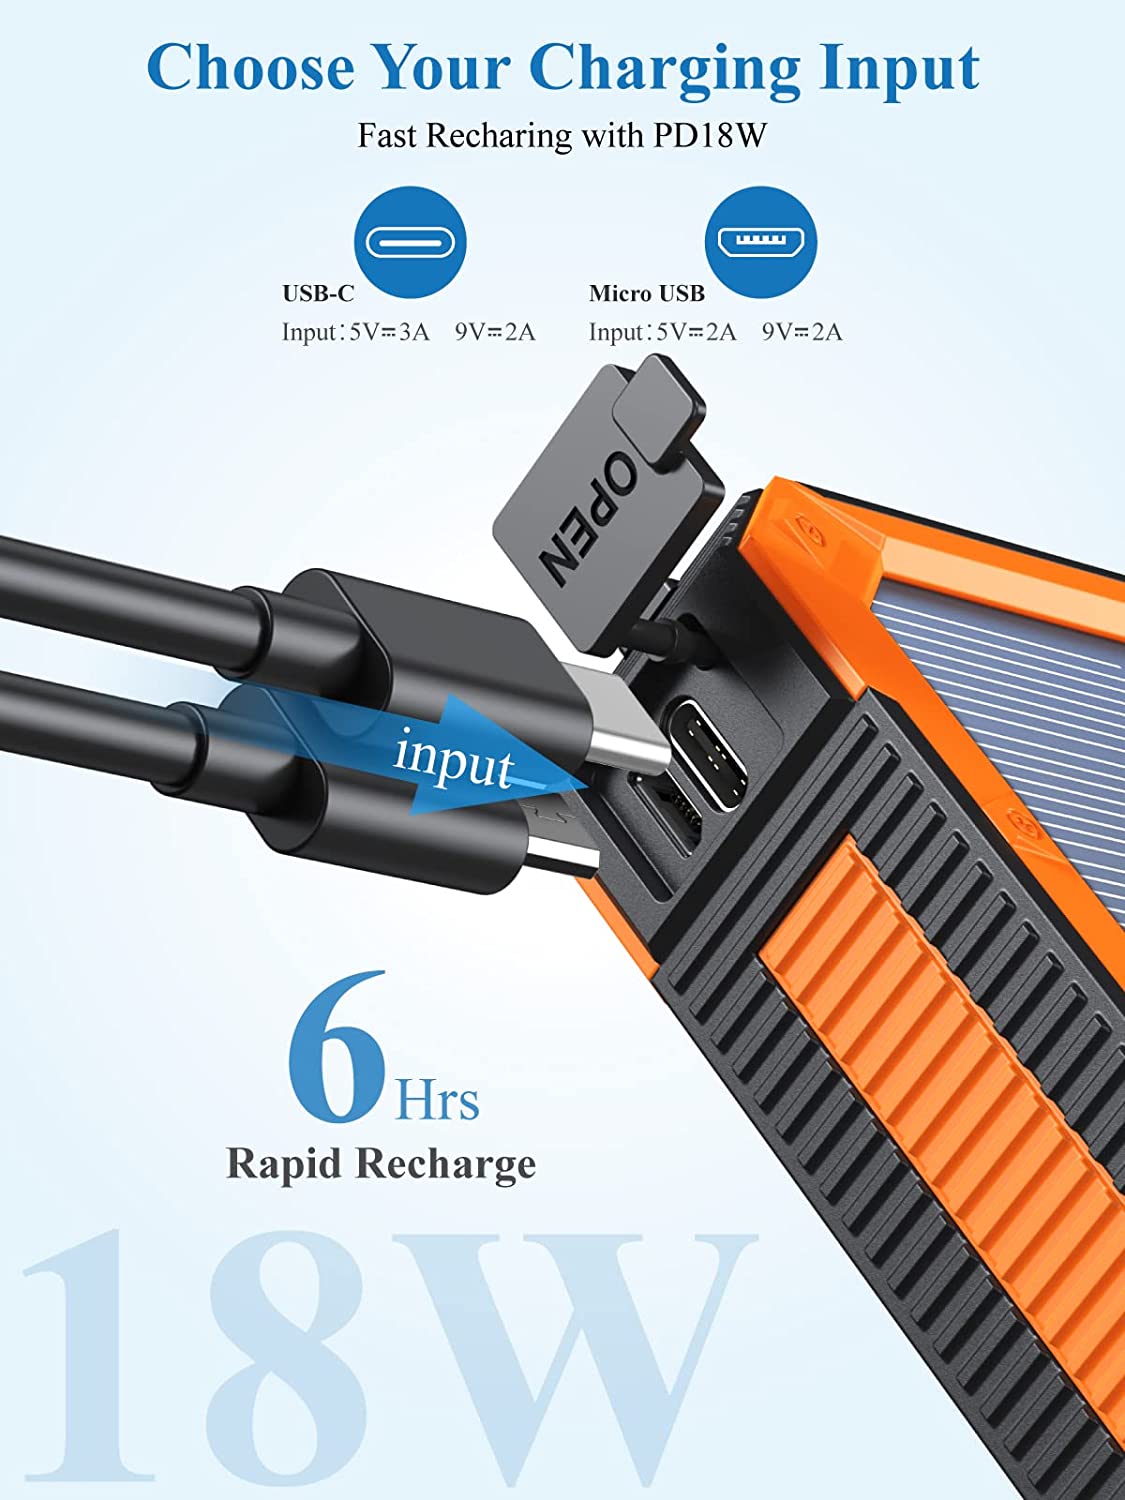 Choose Your Charging Input
Fast Recharing with PD18W
USB-C
Input:5V⎓3A 9V⎓2A
Micro USB
Input:5V⎓2A 9V⎓2A
OPEN
input
6 Hrs
Rapid Recharge
18W